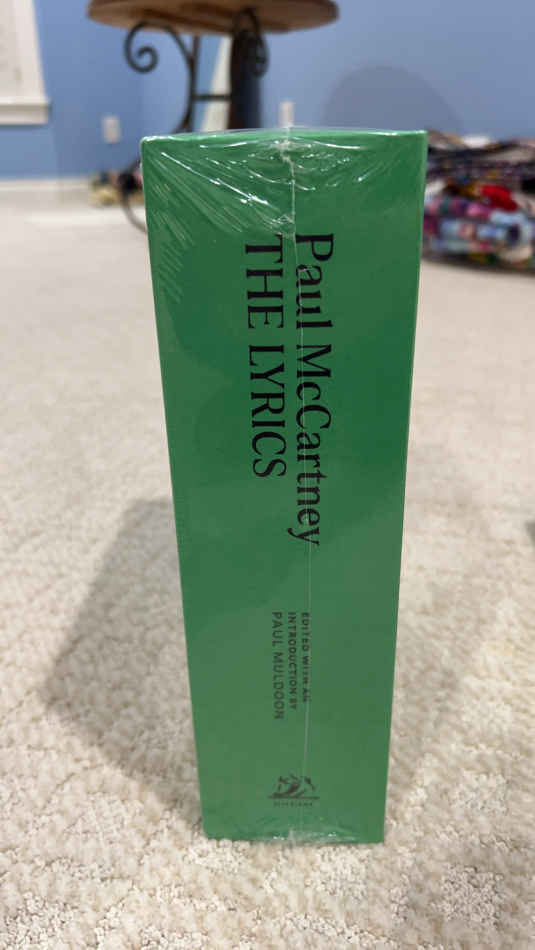 Paul McCartney
THE LYRICS
EDITED WITH AN
INTRODUCTION BY
PAUL MULDOON